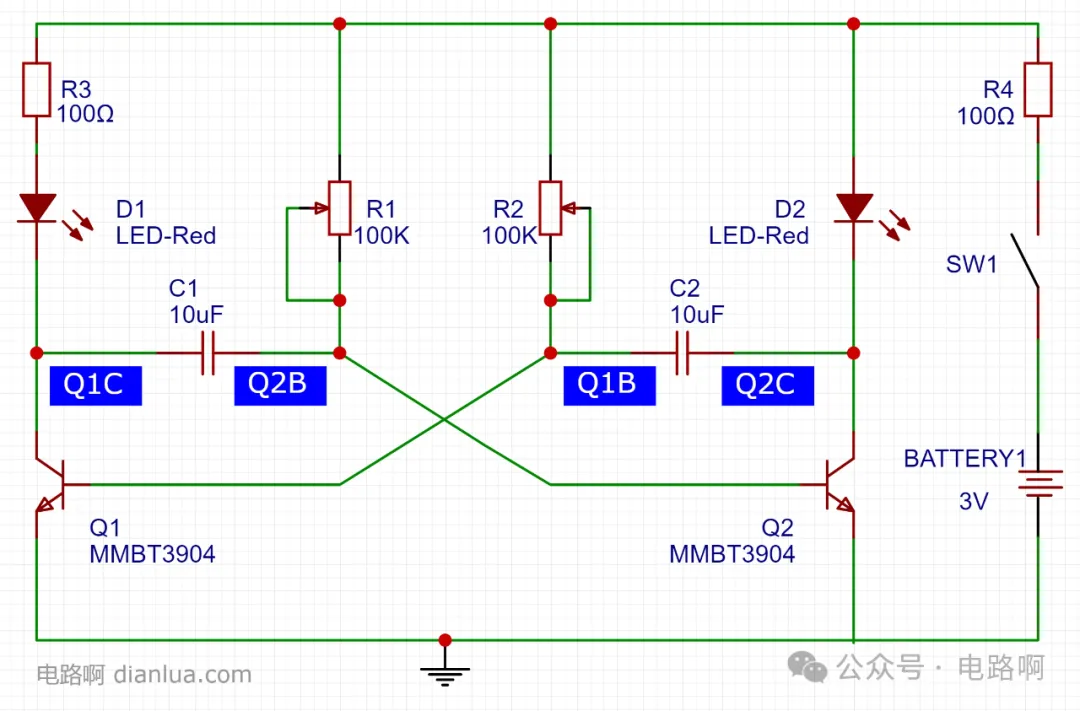 R3
100Ω
R4
100Ω
D1
LED-Red
R1
100K
R2
100K
D2
LED-Red
SW1
C1
10uF
C2
10uF
Q1C
Q2B
Q1B
Q2C
BATTERY1
3V
Q1
MMBT3904
Q2
MMBT3904
电路啊 dianlua.com
公众号 · 电路啊